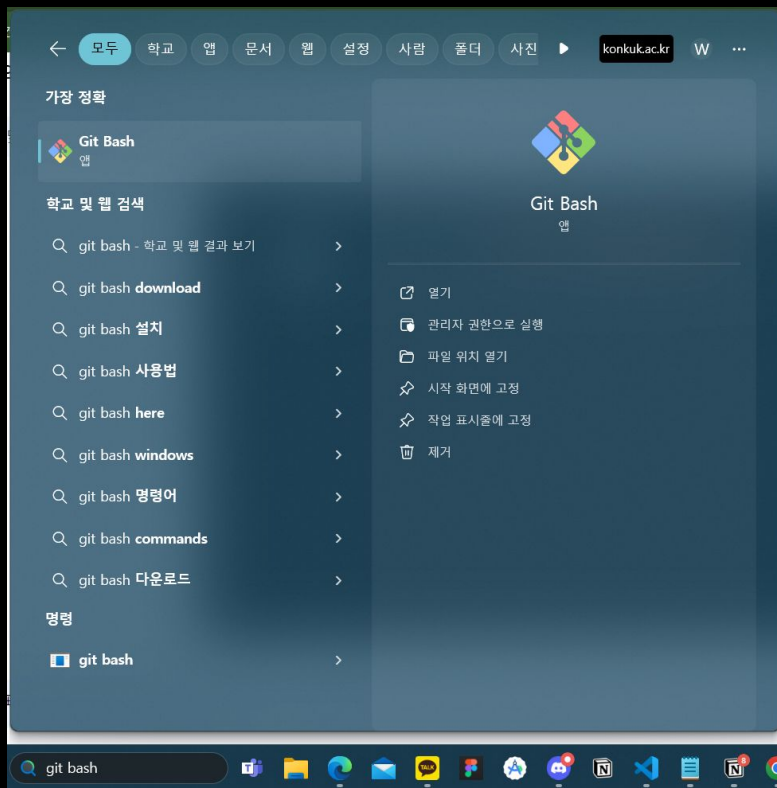 모두 학교 앱 문서 웹 설정 사람 폴더 사진 konkuk.ac.kr W
가장 정확
Git Bash
앱
학교 및 웹 검색
git bash - 학교 및 웹 결과 보기
git bash download
git bash 설치
git bash 사용법
git bash here
git bash windows
git bash 명령어
git bash commands
git bash 다운로드
명령
git bash
Git Bash
앱
열기
관리자 권한으로 실행
파일 위치 열기
시작 화면에 고정
작업 표시줄에 고정
제거
git bash
TALK